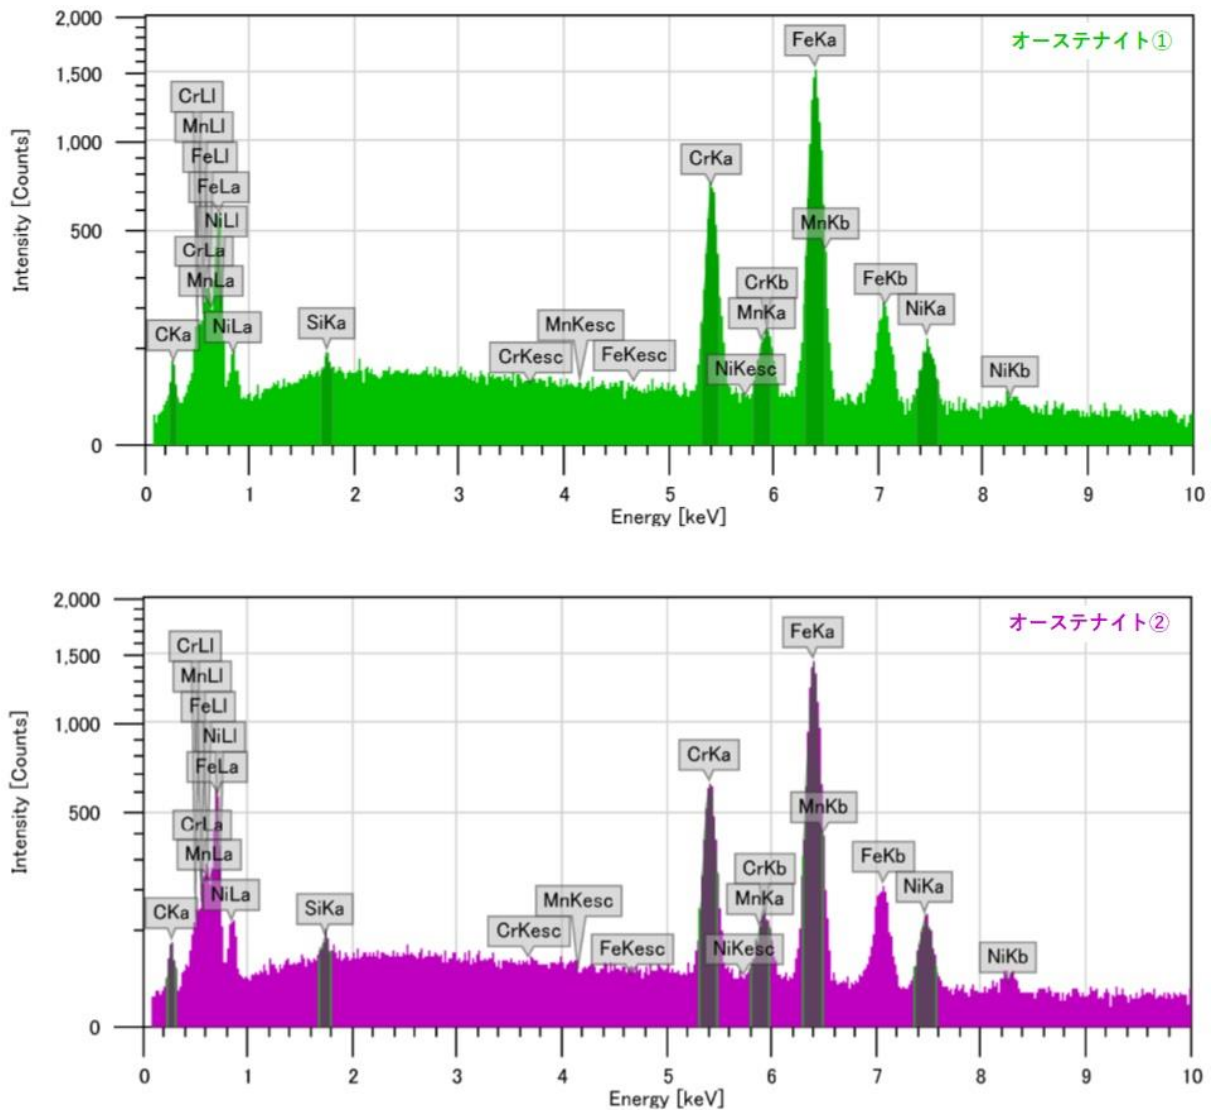 2,000
オーステナイト①
FeKa
1,500
CrLl
MnLl
1,000
FeLl
CrKa
FeLa
NiLl
MnKb
500
CrLa
MnLa
CrKb
FeKb
NiKa
MnKa
CKa
NiLa
SiKa
MnKesc
CrKesc
FeKesc
NiKesc
NiKb
0
Intensity [Counts]
0 1 2 3 4 5 6 7 8 9 10
Energy [keV]
2,000
オーステナイト②
FeKa
CrLl
1,500
MnLl
FeLl
1,000
NiLl
CrKa
FeLa
500
MnKb
CrLa
MnLa
CrKb
FeKb
NiKa
NiLa
MnKa
CKa
SiKa
MnKesc
CrKesc
FeKesc
NiKesc
NiKb
0
Intensity [Counts]
0 1 2 3 4 5 6 7 8 9 10
Energy [keV]